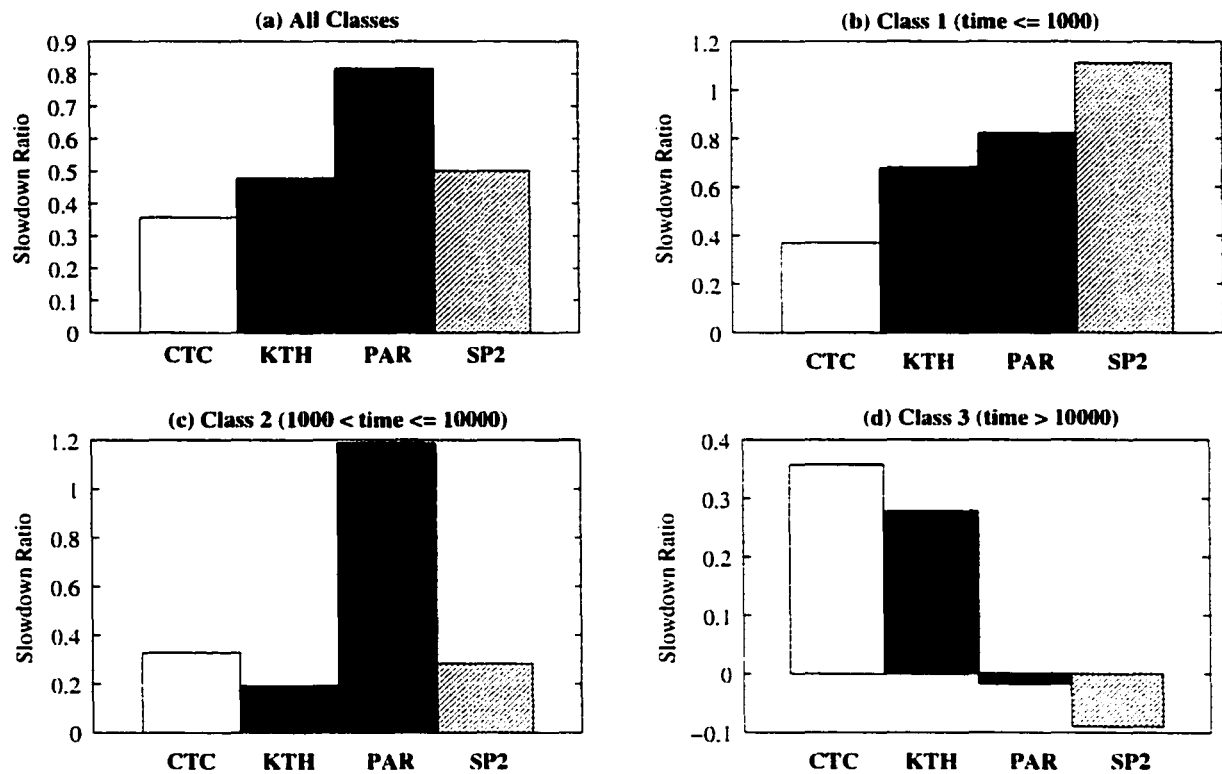 (a) All Classes
Slowdown Ratio
0.9
0.8
0.7
0.6
0.5
0.4
0.3
0.2
0.1
0
CTC KTH PAR SP2
(b) Class 1 (time <= 1000)
Slowdown Ratio
1.2
1
0.8
0.6
0.4
0.2
0
CTC KTH PAR SP2
(c) Class 2 (1000 < time <= 10000)
Slowdown Ratio
1.2
1
0.8
0.6
0.4
0.2
0
CTC KTH PAR SP2
(d) Class 3 (time > 10000)
Slowdown Ratio
0.4
0.3
0.2
0.1
0
-0.1
CTC KTH PAR SP2